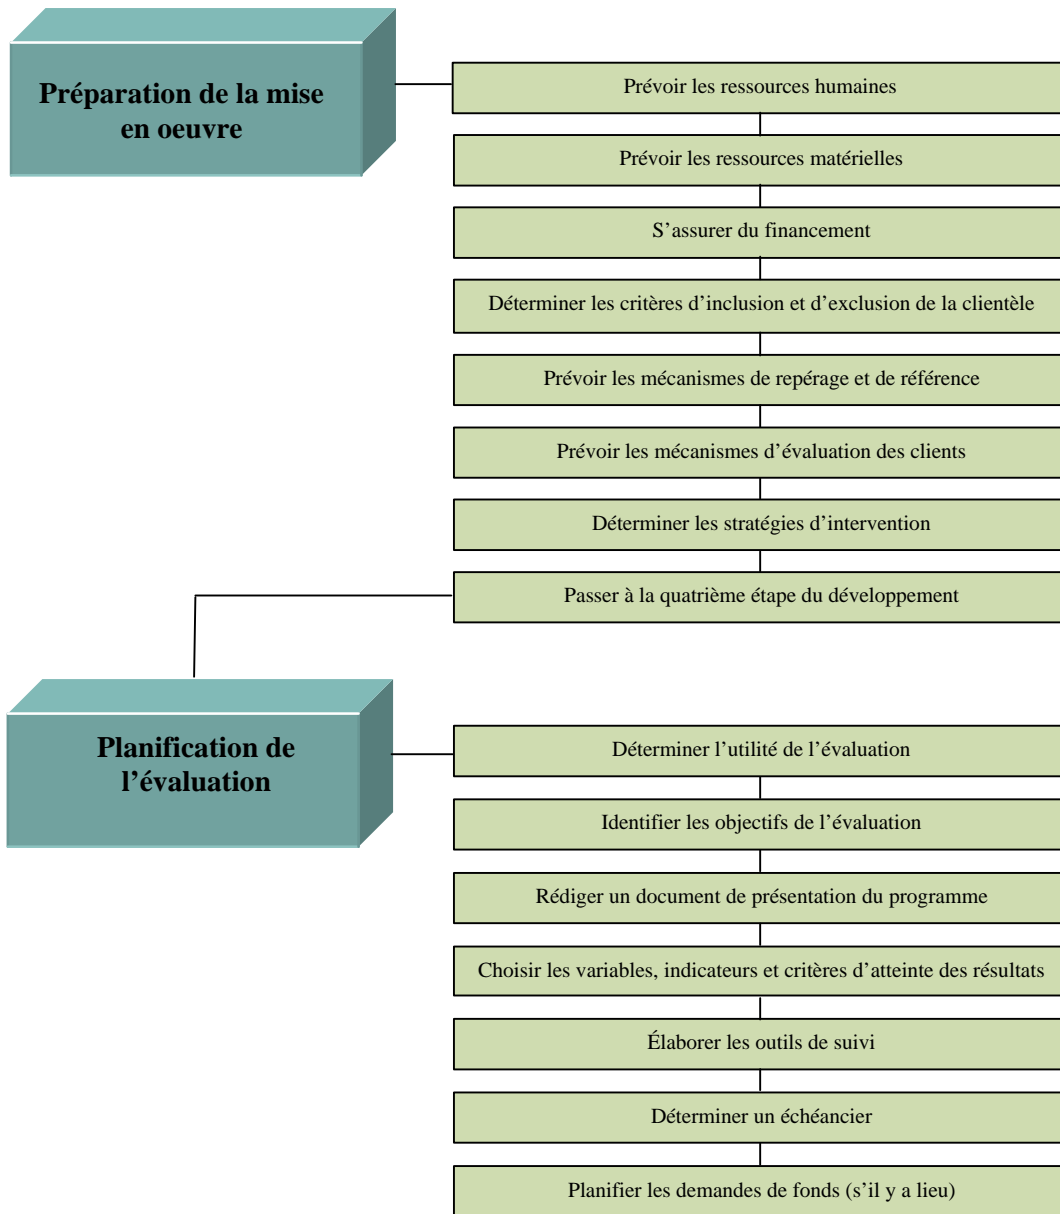 Préparation de la mise
en oeuvre
Prévoir les ressources humaines
Prévoir les ressources matérielles
S’assurer du financement
Déterminer les critères d’inclusion et d’exclusion de la clientèle
Prévoir les mécanismes de repérage et de référence
Prévoir les mécanismes d’évaluation des clients
Déterminer les stratégies d’intervention
Passer à la quatrième étape du développement
Planification de
l’évaluation
Déterminer l’utilité de l’évaluation
Identifier les objectifs de l’évaluation
Rédiger un document de présentation du programme
Choisir les variables, indicateurs et critères d’atteinte des résultats
Élaborer les outils de suivi
Déterminer un échéancier
Planifier les demandes de fonds (s’il y a lieu)